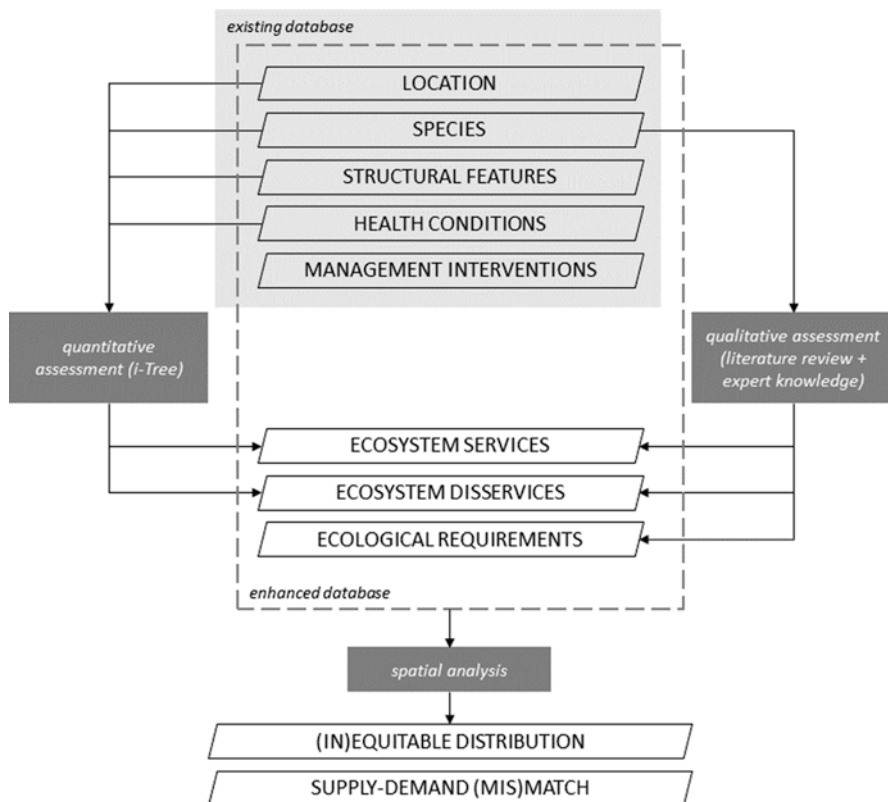 existing database
LOCATION
SPECIES
STRUCTURAL FEATURES
HEALTH CONDITIONS
MANAGEMENT INTERVENTIONS
quantitative
assessment (i-Tree)
qualitative assessment
(literature review +
expert knowledge)
ECOSYSTEM SERVICES
ECOSYSTEM DISSERVICES
ECOLOGICAL REQUIREMENTS
enhanced database
spatial analysis
(IN)EQUITABLE DISTRIBUTION
SUPPLY-DEMAND (MIS)MATCH